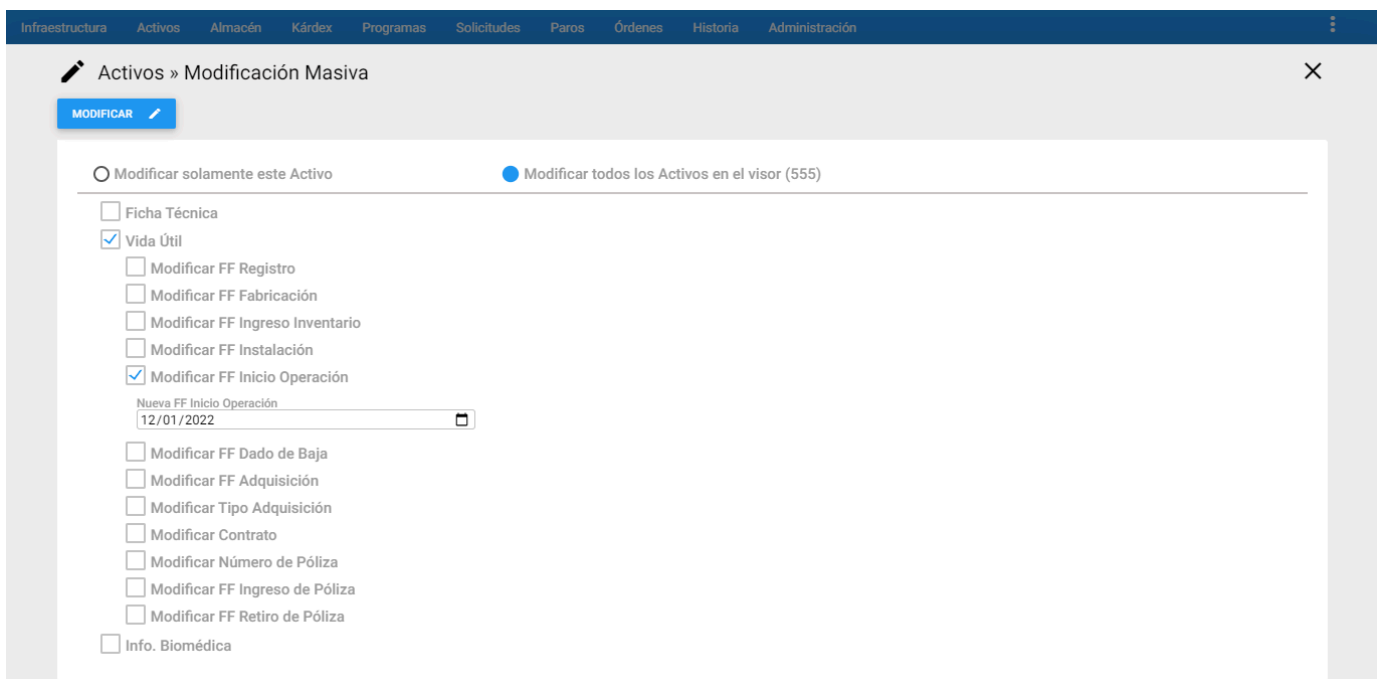 Infraestructura Activos Almacén Kárdex Programas Solicitudes Paros Órdenes Historia Administración
Activos » Modificación Masiva
MODIFICAR
Modificar solamente este Activo Modificar todos los Activos en el visor (555)
Ficha Técnica
Vida Útil
Modificar FF Registro
Modificar FF Fabricación
Modificar FF Ingreso Inventario
Modificar FF Instalación
Modificar FF Inicio Operación
Nueva FF Inicio Operación
12/01/2022
Modificar FF Dado de Baja
Modificar FF Adquisición
Modificar Tipo Adquisición
Modificar Contrato
Modificar Número de Póliza
Modificar FF Ingreso de Póliza
Modificar FF Retiro de Póliza
Info. Biomédica